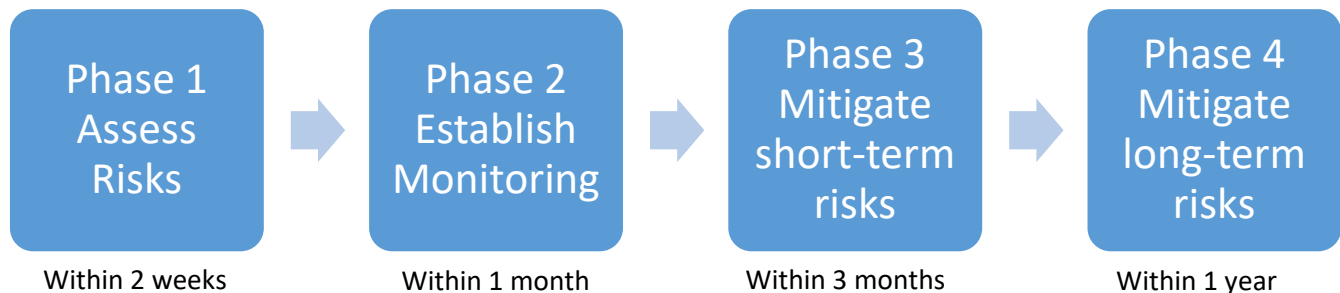 Phase 1
Assess
Risks
Phase 2
Establish
Monitoring
Phase 3
Mitigate
short-term
risks
Phase 4
Mitigate
long-term
risks
Within 2 weeks
Within 1 month
Within 3 months
Within 1 year